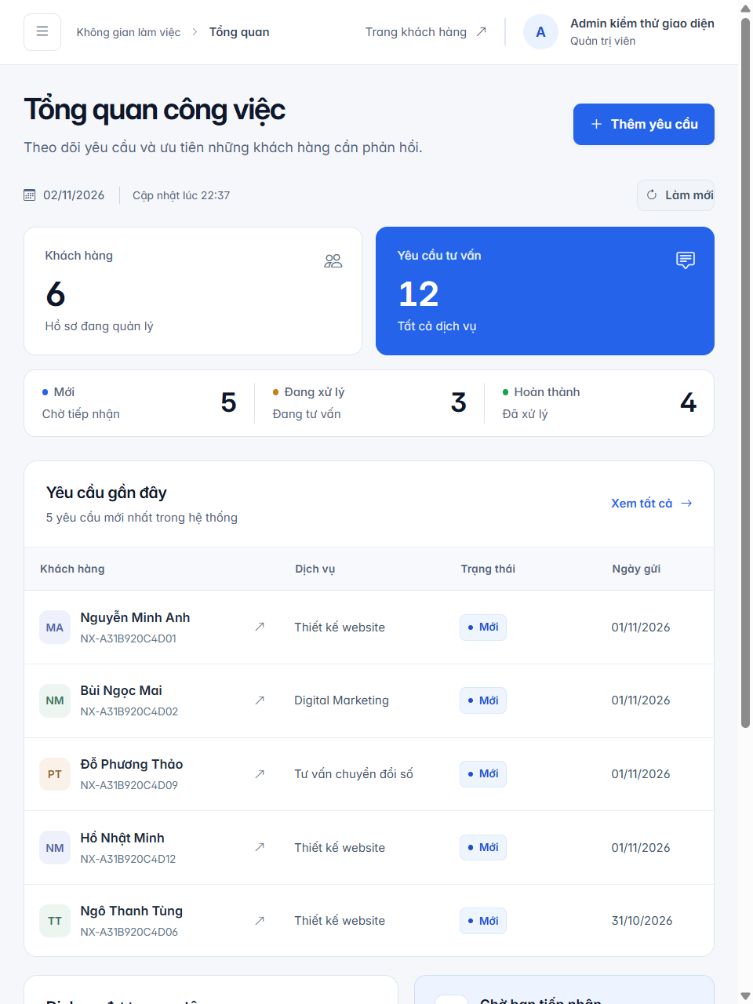 Không gian làm việc > Tổng quan
Trang khách hàng ↗
A
Admin kiểm thử giao diện
Quản trị viên
Tổng quan công việc
Theo dõi yêu cầu và ưu tiên những khách hàng cần phản hồi.
+ Thêm yêu cầu
02/11/2026
Cập nhật lúc 22:37
Làm mới
Khách hàng
6
Hồ sơ đang quản lý
Yêu cầu tư vấn
12
Tất cả dịch vụ
Mới
Chờ tiếp nhận
5
Đang xử lý
Đang tư vấn
3
Hoàn thành
Đã xử lý
4
Yêu cầu gần đây
5 yêu cầu mới nhất trong hệ thống
Xem tất cả →
Khách hàng Dịch vụ Trạng thái Ngày gửi
MA Nguyễn Minh Anh
NX-A31B920C4D01
↗ Thiết kế website • Mới 01/11/2026
NM Bùi Ngọc Mai
NX-A31B920C4D02
↗ Digital Marketing • Mới 01/11/2026
PT Đỗ Phương Thảo
NX-A31B920C4D09
↗ Tư vấn chuyển đổi số • Mới 01/11/2026
NM Hồ Nhật Minh
NX-A31B920C4D12
↗ Thiết kế website • Mới 01/11/2026
TT Ngô Thanh Tùng
NX-A31B920C4D06
↗ Thiết kế website • Mới 31/10/2026